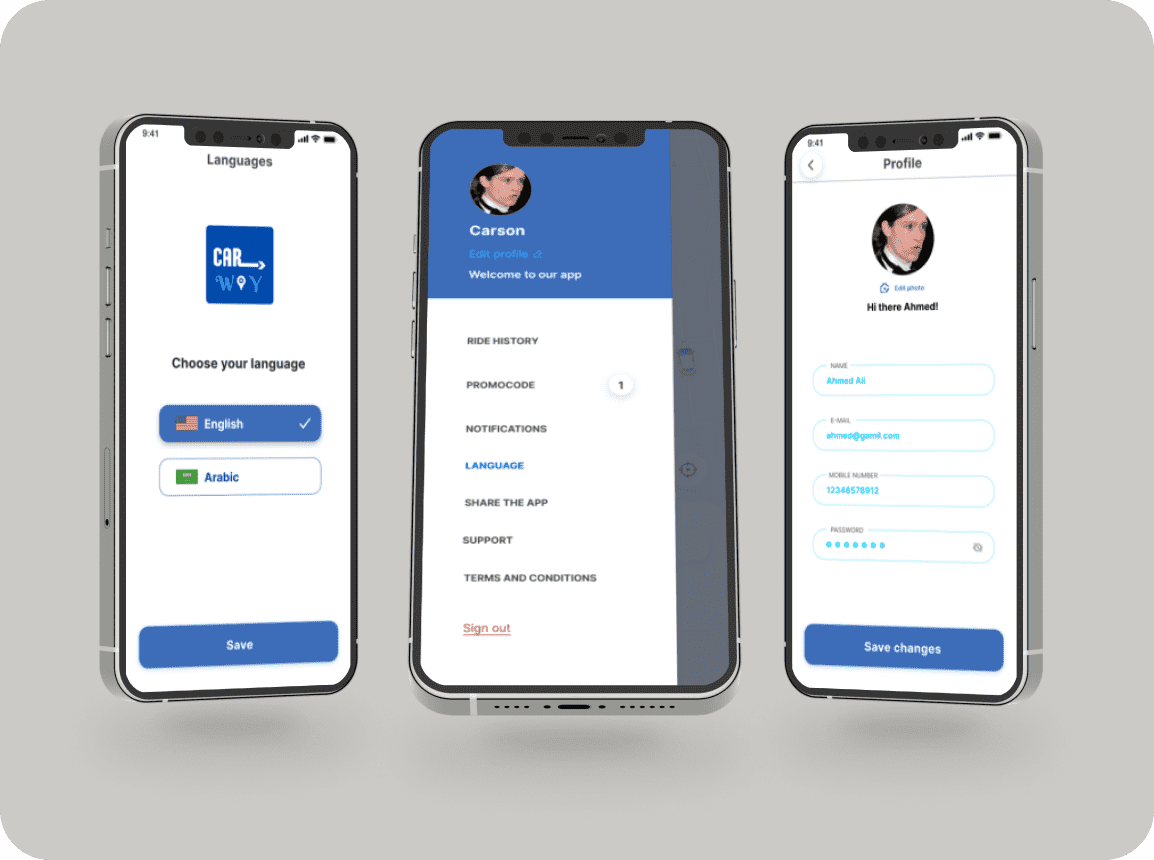 9:41
Languages
CAR
WAY
Choose your language
English
Arabic
Save
Carson
Edit profile
Welcome to our app
RIDE HISTORY
PROMOCODE
1
NOTIFICATIONS
LANGUAGE
SHARE THE APP
SUPPORT
TERMS AND CONDITIONS
Sign out
9:41
Profile
Edit photo
Hi there Ahmed!
NAME
Ahmed Ali
E-MAIL
ahmed@gamil.com
MOBILE NUMBER
12346576912
PASSWORD
Save changes